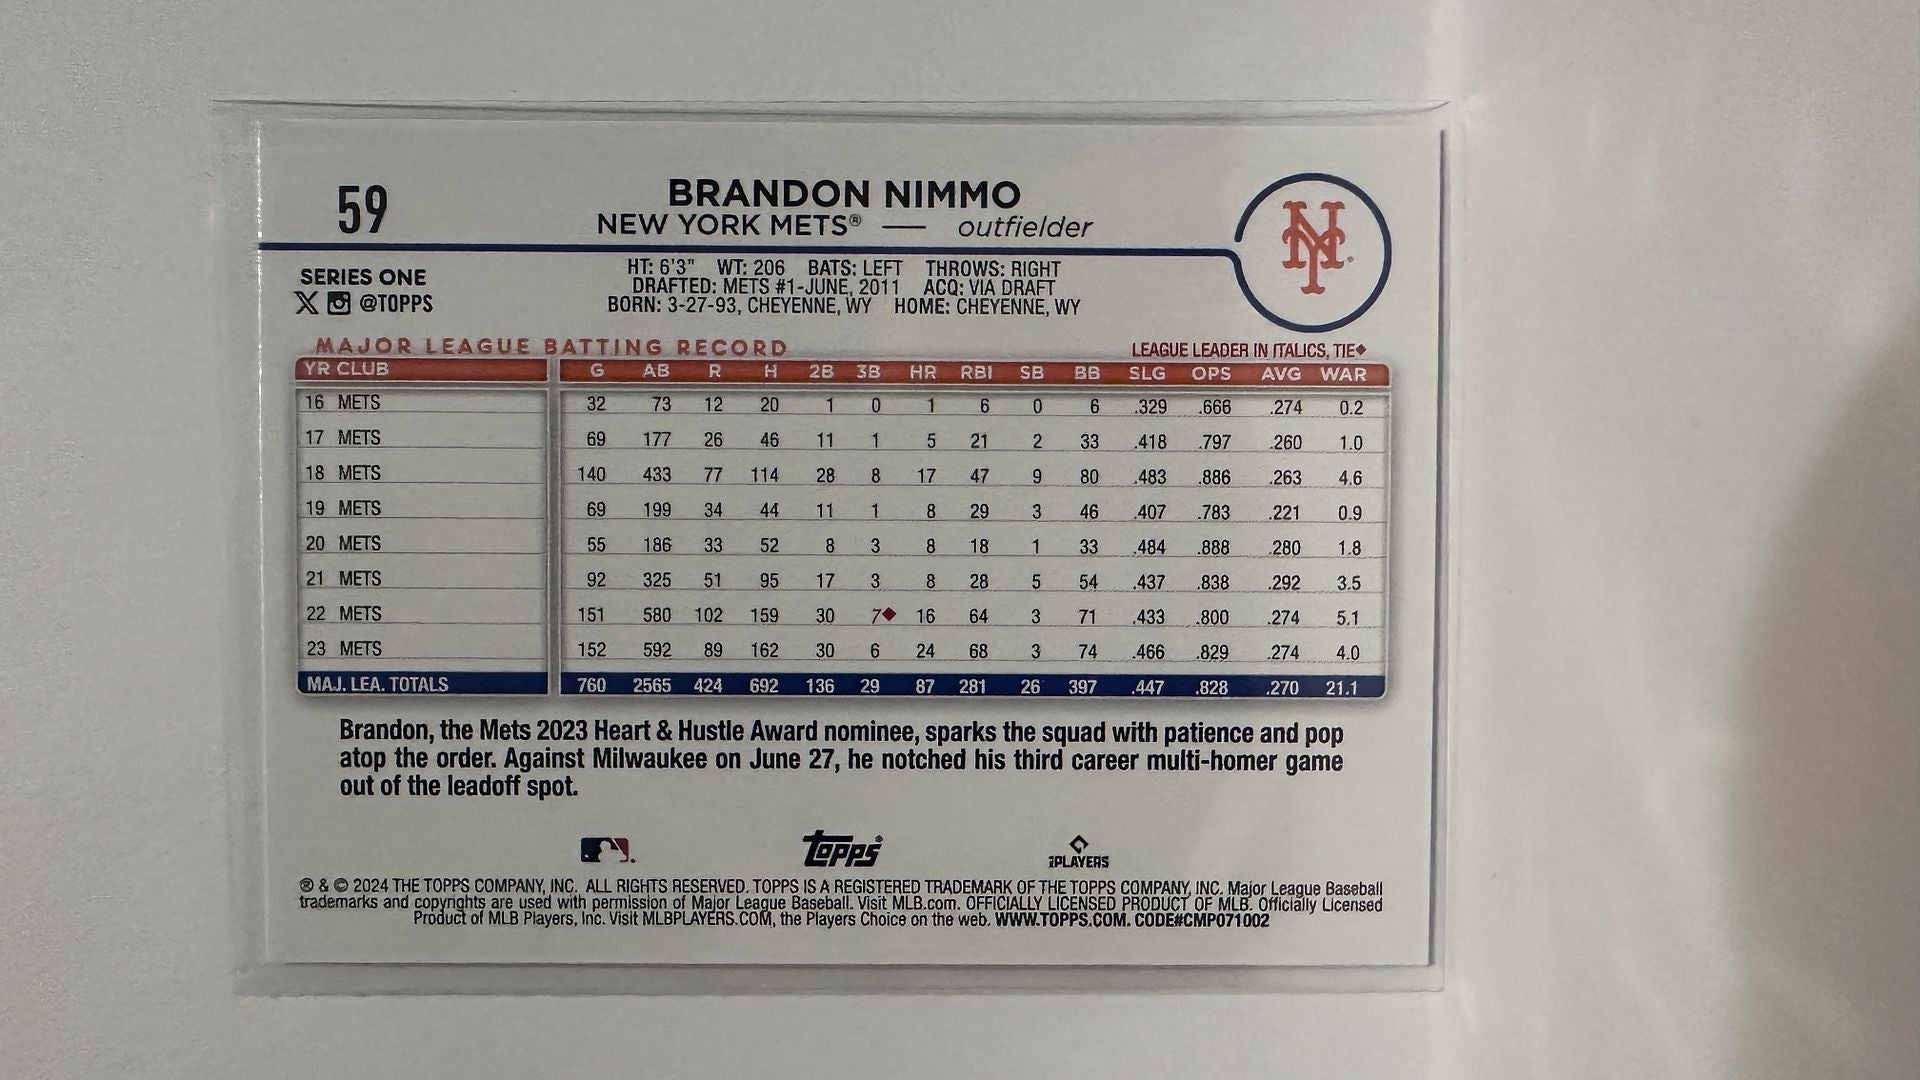 59
BRANDON NIMMO
NEW YORK METS® — outfielder
NY
SERIES ONE
@TOPPS
HT: 6'3" WT: 206 BATS: LEFT THROWS: RIGHT
DRAFTED: METS #1-JUNE, 2011 ACQ: VIA DRAFT
BORN: 3-27-93, CHEYENNE, WY HOME: CHEYENNE, WY
MAJOR LEAGUE BATTING RECORD
LEAGUE LEADER IN ITALICS, TIE◆
YR CLUB G AB R H 2B 3B HR RBI SB BB SLG OPS AVG WAR
16 METS 32 73 12 20 1 0 1 6 0 6 .329 .666 .274 0.2
17 METS 69 177 26 46 11 1 5 21 2 33 .418 .797 .260 1.0
18 METS 140 433 77 114 28 8 17 47 9 80 .483 .886 .263 4.6
19 METS 69 199 34 44 11 1 8 29 3 46 .407 .783 .221 0.9
20 METS 55 186 33 52 8 3 8 18 1 33 .484 .888 .280 1.8
21 METS 92 325 51 95 17 3 8 28 5 54 .437 .838 .292 3.5
22 METS 151 580 102 159 30 7◆ 16 64 3 71 .433 .800 .274 5.1
23 METS 152 592 89 162 30 6 24 68 3 74 .466 .829 .274 4.0
MAJ. LEA. TOTALS 760 2565 424 692 136 29 87 281 26 397 .447 .828 .270 21.1
Brandon, the Mets 2023 Heart & Hustle Award nominee, sparks the squad with patience and pop
atop the order. Against Milwaukee on June 27, he notched his third career multi-homer game
out of the leadoff spot.
Topps®
PLAYERS
® & © 2024 THE TOPPS COMPANY, INC. ALL RIGHTS RESERVED. TOPPS IS A REGISTERED TRADEMARK OF THE TOPPS COMPANY, INC. Major League Baseball
trademarks and copyrights are used with permission of Major League Baseball. Visit MLB.com. OFFICIALLY LICENSED PRODUCT OF MLB. Officially Licensed
Product of MLB Players, Inc. Visit MLBPLAYERS.COM, the Players Choice on the web. WWW.TOPPS.COM. CODE#CMP071002